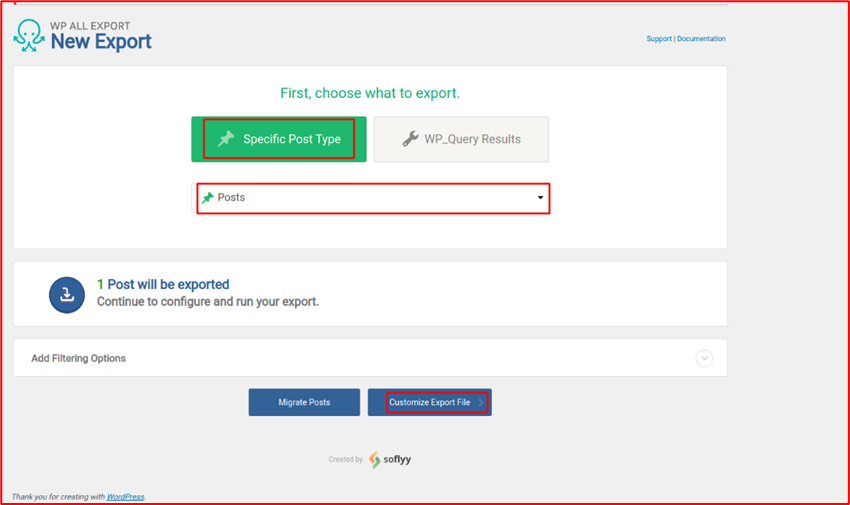 WP ALL EXPORT
New Export
Support | Documentation
First, choose what to export.
Specific Post Type
WP_Query Results
Posts
1 Post will be exported
Continue to configure and run your export.
Add Filtering Options
Migrate Posts
Customize Export File
Created by soflyy
Thank you for creating with WordPress.